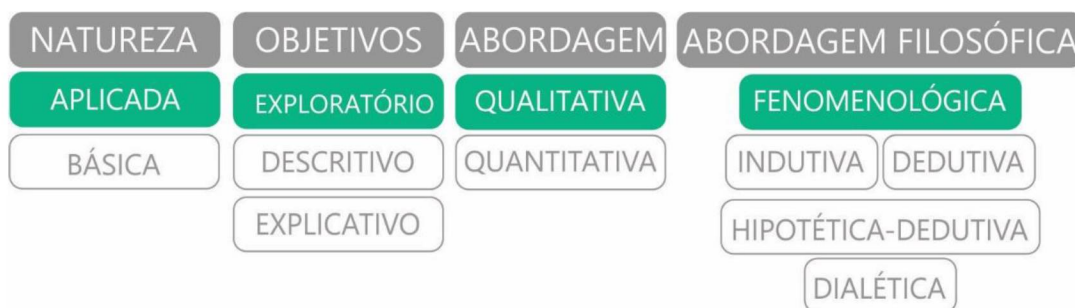 NATUREZA OBJETIVOS ABORDAGEM ABORDAGEM FILOSÓFICA
APLICADA EXPLORATÓRIO QUALITATIVA FENOMENOLÓGICA
BÁSICA DESCRITIVO QUANTITATIVA INDUTIVA DEDUTIVA
EXPLICATIVO HIPOTÉTICA-DEDUTIVA
DIALÉTICA